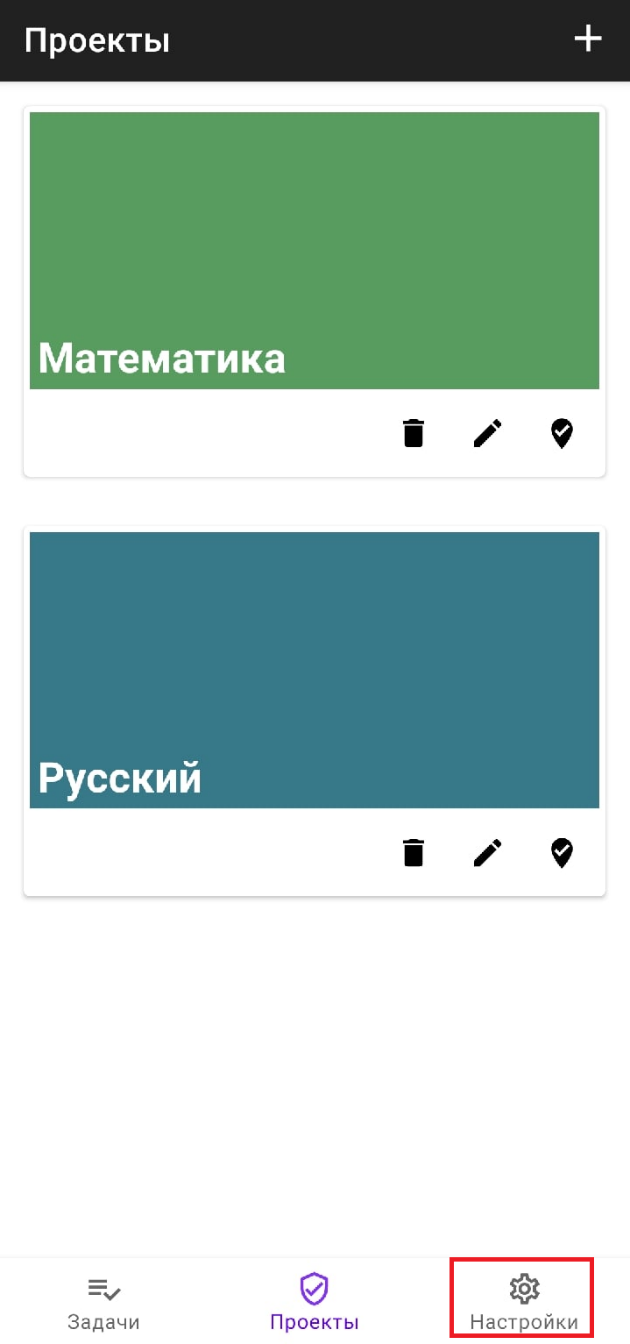 Проекты
Математика
Русский
Задачи
Проекты
Настройки